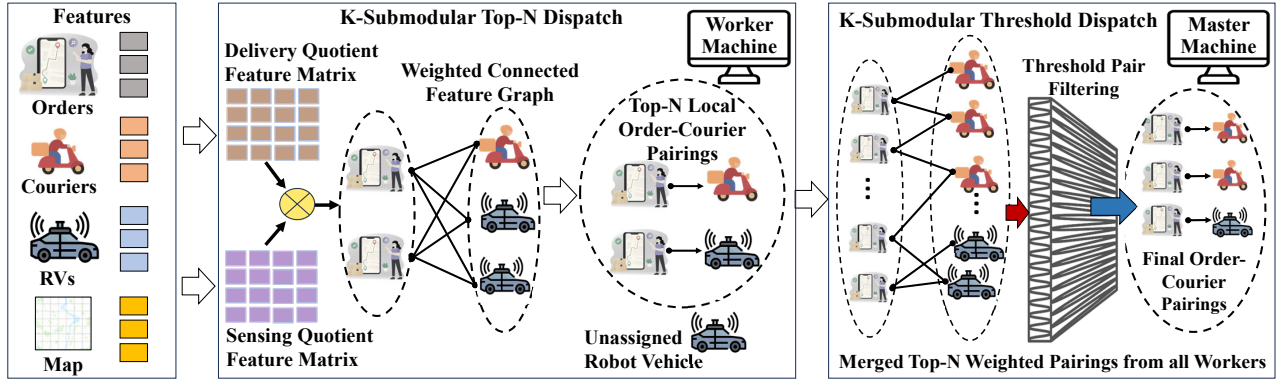 Features
Orders
Couriers
RVs
Map
K-Submodular Top-N Dispatch
Worker
Machine
Delivery Quotient
Feature Matrix
Weighted Connected
Feature Graph
Top-N Local
Order-Courier
Pairings
Sensing Quotient
Feature Matrix
Unassigned
Robot Vehicle
K-Submodular Threshold Dispatch
Master
Machine
Threshold Pair
Filtering
Final Order-
Courier
Pairings
Merged Top-N Weighted Pairings from all Workers